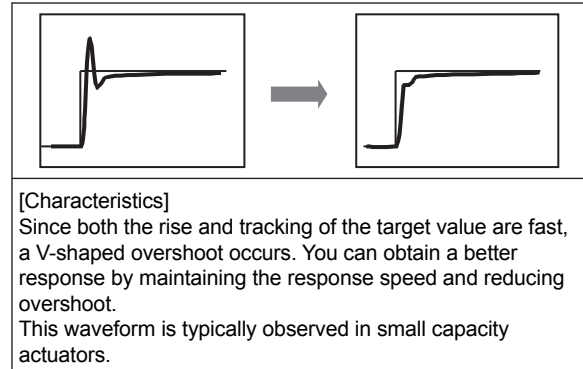 [Characteristics]
Since both the rise and tracking of the target value are fast,
a V-shaped overshoot occurs. You can obtain a better
response by maintaining the response speed and reducing
overshoot.
This waveform is typically observed in small capacity
actuators.